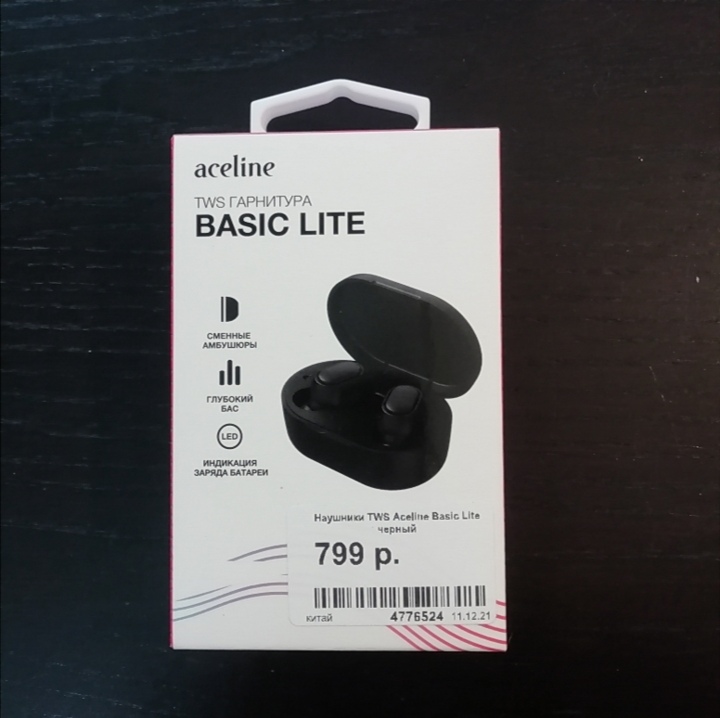 aceline
TWS ГАРНИТУРА
BASIC LITE
СМЕННЫЕ
АМБУШЮРЫ
ГЛУБОКИЙ
БАС
LED
ИНДИКАЦИЯ
ЗАРЯДА БАТАРЕИ
Наушники TWS Aceline Basic Lite
черный
799 р.
китай 4776524 11.12.21